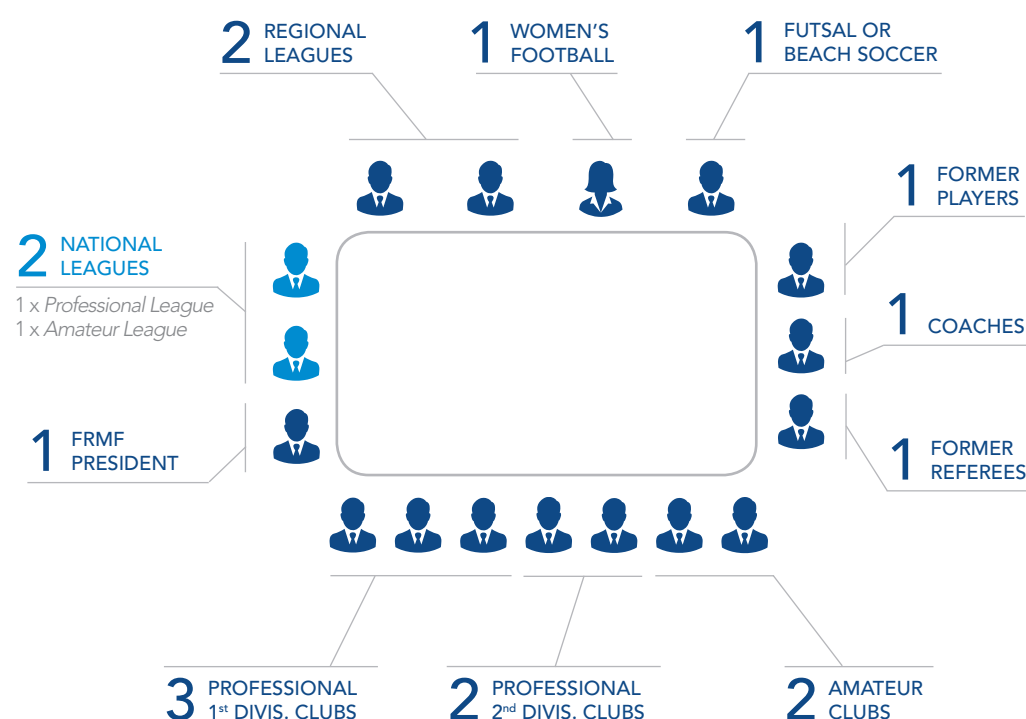 2 REGIONAL
LEAGUES
1 WOMEN'S
FOOTBALL
1 FUTSAL OR
BEACH SOCCER
1 FORMER
PLAYERS
2 NATIONAL
LEAGUES
1 x Professional League
1 x Amateur League
1 COACHES
1 FRMF
PRESIDENT
1 FORMER
REFEREES
3 PROFESSIONAL
1st DIVIS. CLUBS
2 PROFESSIONAL
2nd DIVIS. CLUBS
2 AMATEUR
CLUBS